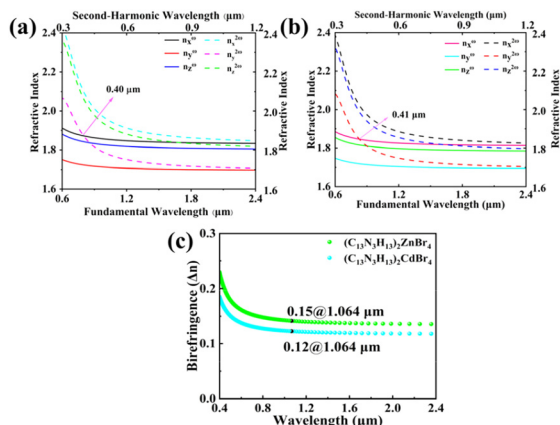 (a)
Second-Harmonic Wavelength (μm)
0.3 0.6 0.9 1.2
2.4 2.4
2.2 2.2
2.0 2.0
1.8 1.8
1.6
nxω nx2ω
nyω ny2ω
nzω nz2ω
0.40 μm
Refractive Index
Refractive Index
0.6 1.2 1.8 2.4
Fundamental Wavelength (μm)
(b)
Second-Harmonic Wavelength (μm)
0.3 0.6 0.9 1.2
2.4 2.4
2.2 2.2
2.0 2.0
1.8 1.8
1.6 1.6
nxω nx2ω
nyω ny2ω
nzω nz2ω
0.41 μm
Refractive Index
Refractive Index
0.6 1.2 1.8 2.4
Fundamental Wavelength (μm)
(c)
0.3
0.2
0.1
0.0
(C13N3H13)2ZnBr4
(C13N3H13)2CdBr4
0.15@1.064 μm
0.12@1.064 μm
Birefringence (Δn)
0.4 0.8 1.2 1.6 2.0 2.4
Wavelength (μm)